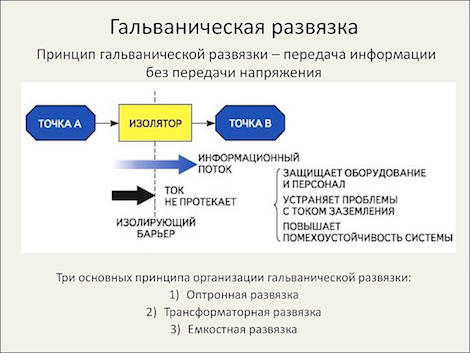 Гальваническая развязка
Принцип гальванической развязки – передача информации
без передачи напряжения
ТОЧКА А
ИЗОЛЯТОР
ТОЧКА В
ИНФОРМАЦИОННЫЙ
ПОТОК
ТОК
НЕ ПРОТЕКАЕТ
ИЗОЛИРУЮЩИЙ
БАРЬЕР
ЗАЩИЩАЕТ ОБОРУДОВАНИЕ
И ПЕРСОНАЛ
УСТРАНЯЕТ ПРОБЛЕМЫ
С ТОКОМ ЗАЗЕМЛЕНИЯ
ПОВЫШАЕТ
ПОМЕХОУСТОЙЧИВОСТЬ СИСТЕМЫ
Три основных принципа организации гальванической развязки:
1) Оптронная развязка
2) Трансформаторная развязка
3) Емкостная развязка